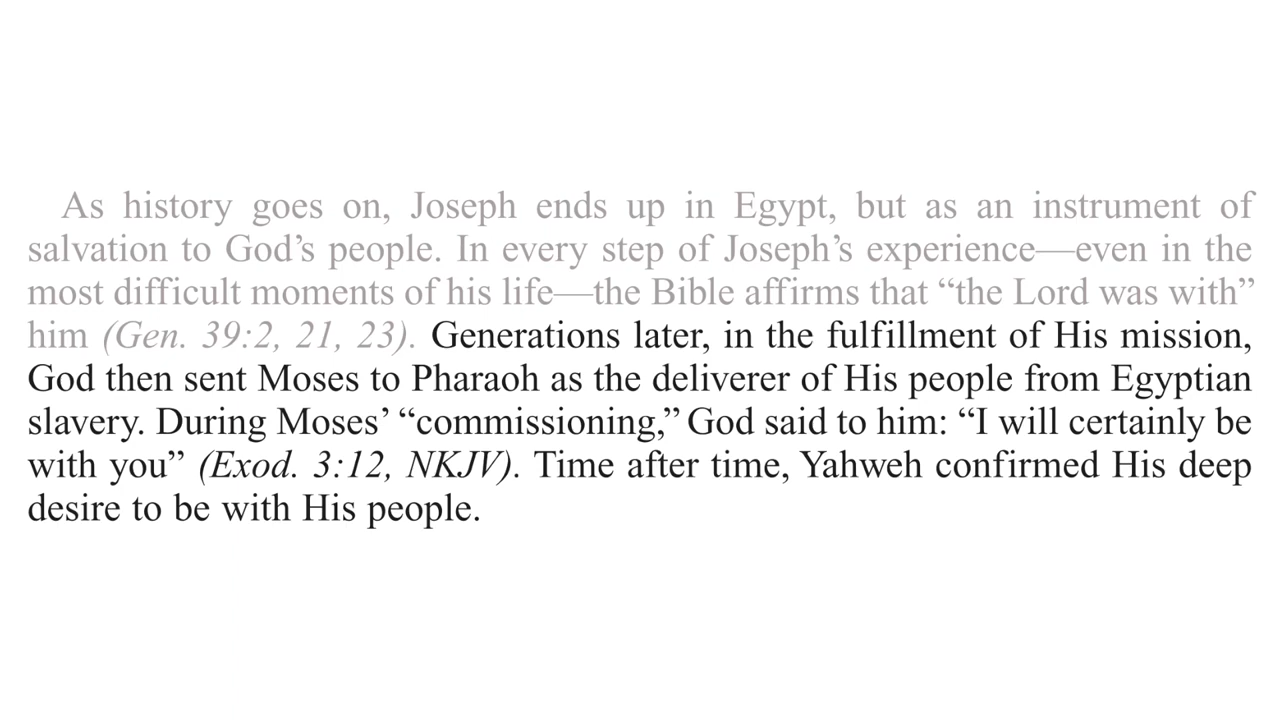 As history goes on, Joseph ends up in Egypt, but as an instrument of
salvation to God’s people. In every step of Joseph’s experience—even in the
most difficult moments of his life—the Bible affirms that “the Lord was with”
him (Gen. 39:2, 21, 23). Generations later, in the fulfillment of His mission,
God then sent Moses to Pharaoh as the deliverer of His people from Egyptian
slavery. During Moses’ “commissioning,” God said to him: “I will certainly be
with you” (Exod. 3:12, NKJV). Time after time, Yahweh confirmed His deep
desire to be with His people.